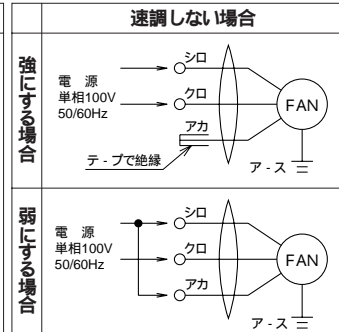 速調しない場合
強にする場合
電 源
単相100V
50/60Hz
シロ
クロ
アカ
FAN
テ - プで絶縁
ア - ス
弱にする場合
電 源
単相100V
50/60Hz
シロ
クロ
アカ
FAN
ア - ス